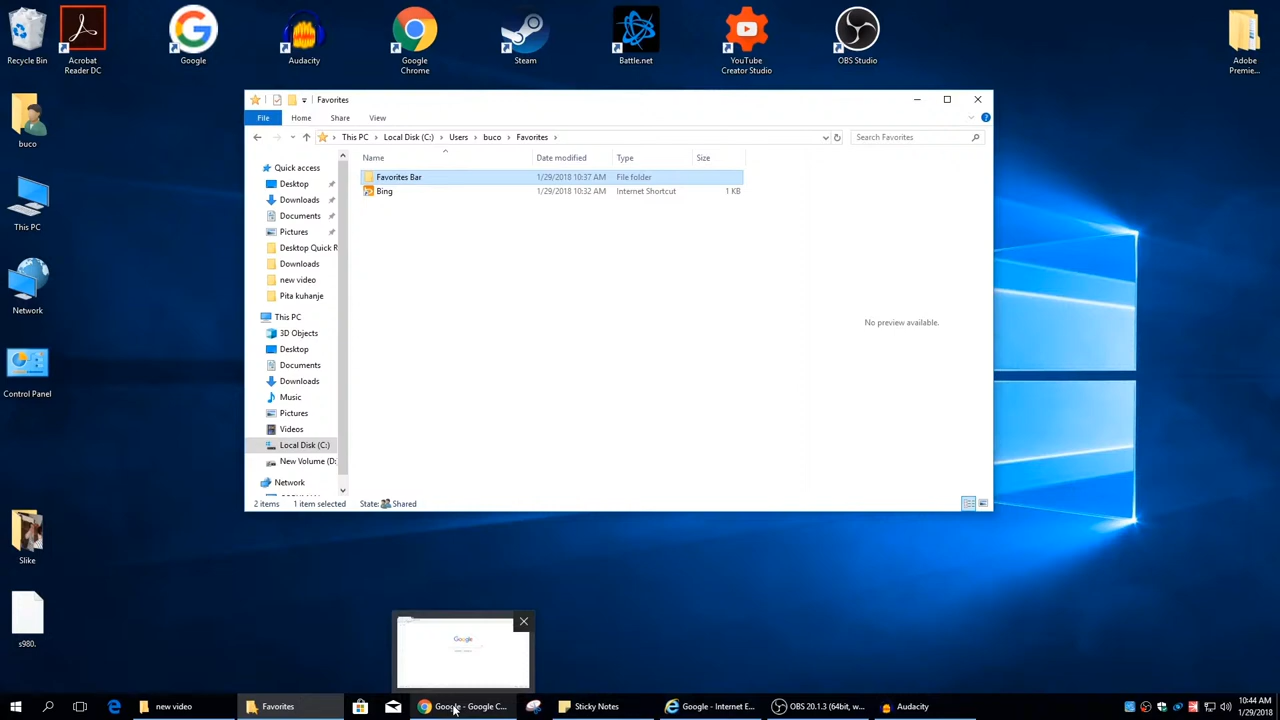 Recycle Bin
Acrobat Reader DC
Google
Audacity
Google Chrome
Steam
Battle.net
YouTube Creator Studio
OBS Studio
Adobe Premie...
buco
This PC
Network
Control Panel
Slike
s980.
Favorites
File Home Share View
This PC > Local Disk (C:) > Users > buco > Favorites >
Search Favorites
Name Date modified Type Size
Favorites Bar 1/29/2018 10:37 AM File folder
Bing 1/29/2018 10:32 AM Internet Shortcut 1 KB
Quick access
Desktop
Downloads
Documents
Pictures
Desktop Quick R
Downloads
new video
Pita kuhanje
This PC
3D Objects
Desktop
Documents
Downloads
Music
Pictures
Videos
Local Disk (C:)
New Volume (D:
Network
No preview available.
2 items 1 item selected State: Shared
Google
new video
Favorites
Google - Google C...
Sticky Notes
Google - Internet E...
OBS 20.1.3 (64bit, w...
Audacity
10:44 AM
1/29/2018